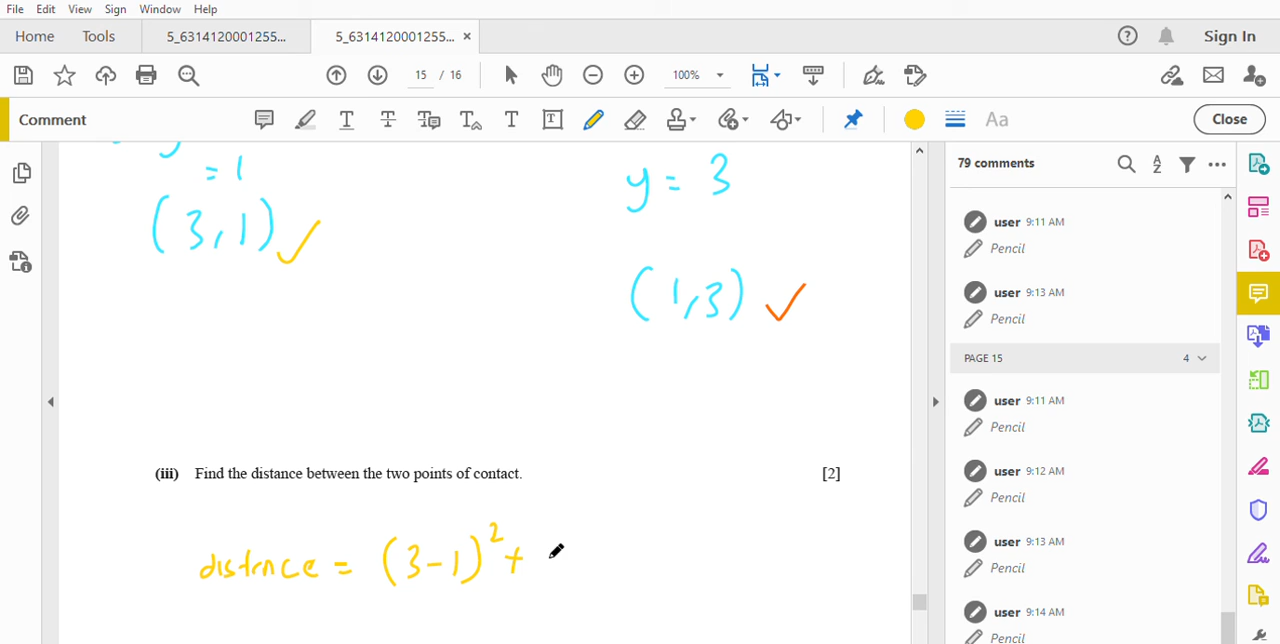 File Edit View Sign Window Help
Home Tools 5_6314120001255... 5_6314120001255... × Sign In
15 / 16 100%
Comment Aa Close
79 comments
= 1
y = 3
(3,1) ✓
user 9:11 AM
Pencil
user 9:13 AM
Pencil
(1,3) ✓
PAGE 15 4
user 9:11 AM
Pencil
(iii) Find the distance between the two points of contact. [2]
user 9:12 AM
Pencil
distance = (3-1)² +
user 9:13 AM
Pencil
user 9:14 AM
Pencil